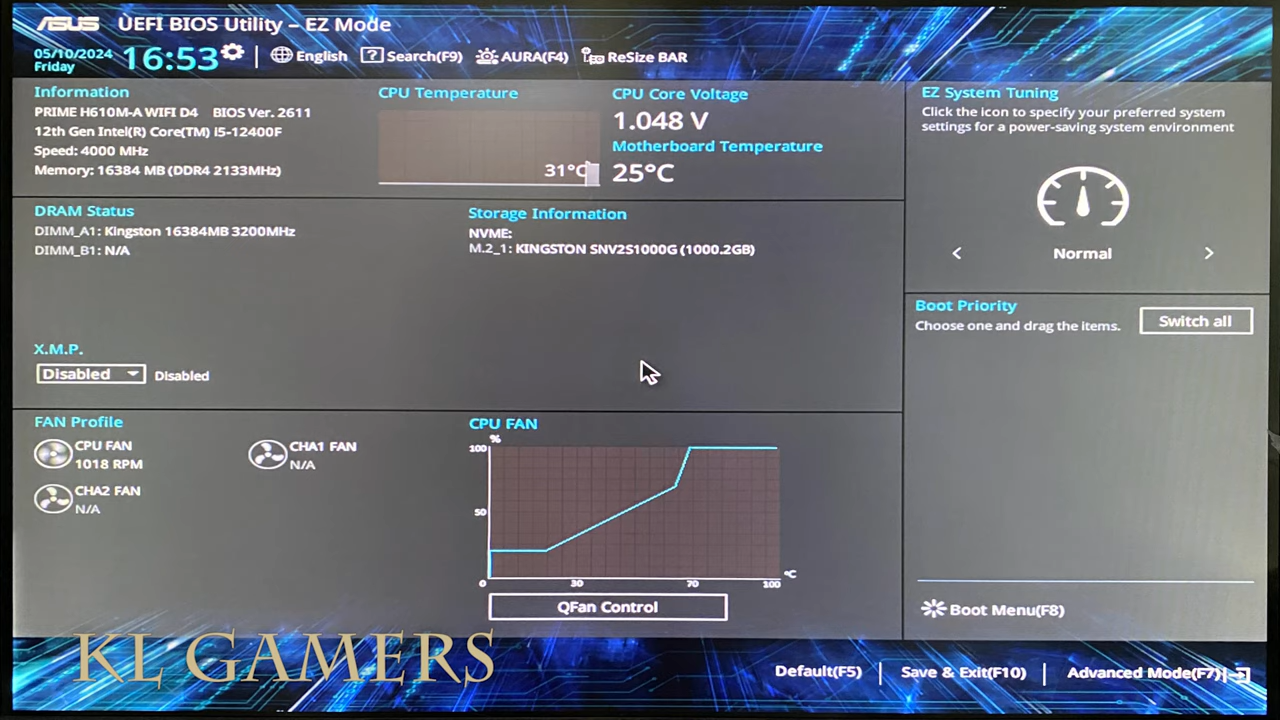 ASUS UEFI BIOS Utility – EZ Mode
05/10/2024
Friday
16:53
English
Search(F9)
AURA(F4)
ReSize BAR
Information
PRIME H610M-A WIFI D4 BIOS Ver. 2611
12th Gen Intel(R) Core(TM) i5-12400F
Speed: 4000 MHz
Memory: 16384 MB (DDR4 2133MHz)
CPU Temperature
31°C
CPU Core Voltage
1.048 V
Motherboard Temperature
25°C
EZ System Tuning
Click the icon to specify your preferred system
settings for a power-saving system environment
< Normal >
DRAM Status
DIMM_A1: Kingston 16384MB 3200MHz
DIMM_B1: N/A
Storage Information
NVME:
M.2_1: KINGSTON SNV2S1000G (1000.2GB)
X.M.P.
Disabled Disabled
Boot Priority
Choose one and drag the items.
Switch all
FAN Profile
CPU FAN
1018 RPM
CHA1 FAN
N/A
CHA2 FAN
N/A
CPU FAN
%
100
50
0 30 70 100
°C
QFan Control
Boot Menu(F8)
KL GAMERS
Default(F5)
Save & Exit(F10)
Advanced Mode(F7)